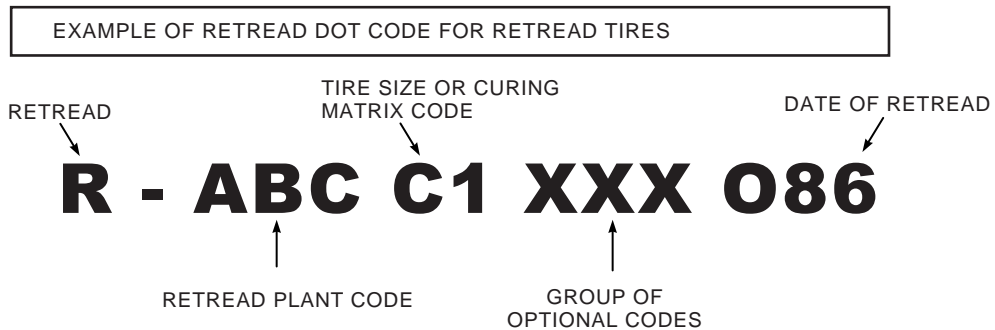 EXAMPLE OF RETREAD DOT CODE FOR RETREAD TIRES
TIRE SIZE OR CURING
MATRIX CODE
RETREAD
DATE OF RETREAD
R - ABC C1 XXX O86
RETREAD PLANT CODE
GROUP OF
OPTIONAL CODES